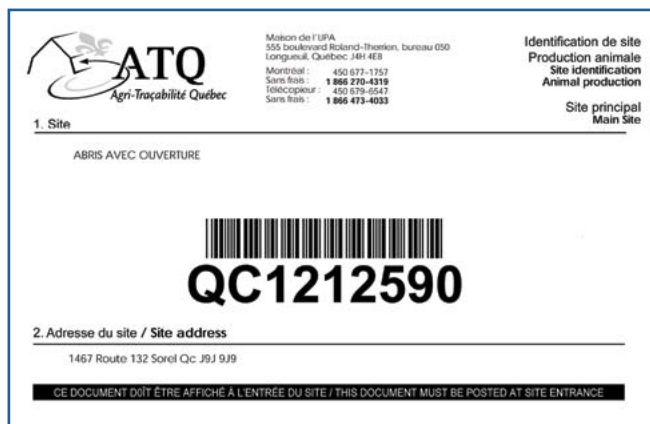 ATQ
Agri-Traçabilité Québec
Maison de l'UPA
555 boulevard Roland-Therrien, bureau 050
Longueuil, Québec J4H 4E8
Montréal : 450 677-1757
Sans frais : 1 866 270-4319
Télécopieur : 450 679-6547
Sans frais : 1 866 473-4033
Identification de site
Production animale
Site identification
Animal production
Site principal
Main Site
1. Site
ABRIS AVEC OUVERTURE
QC1212590
2. Adresse du site / Site address
1467 Route 132 Sorel Qc J9J 9J9
CE DOCUMENT DOÎT ÊTRE AFFICHÉ À L'ENTRÉE DU SITE / THIS DOCUMENT MUST BE POSTED AT SITE ENTRANCE